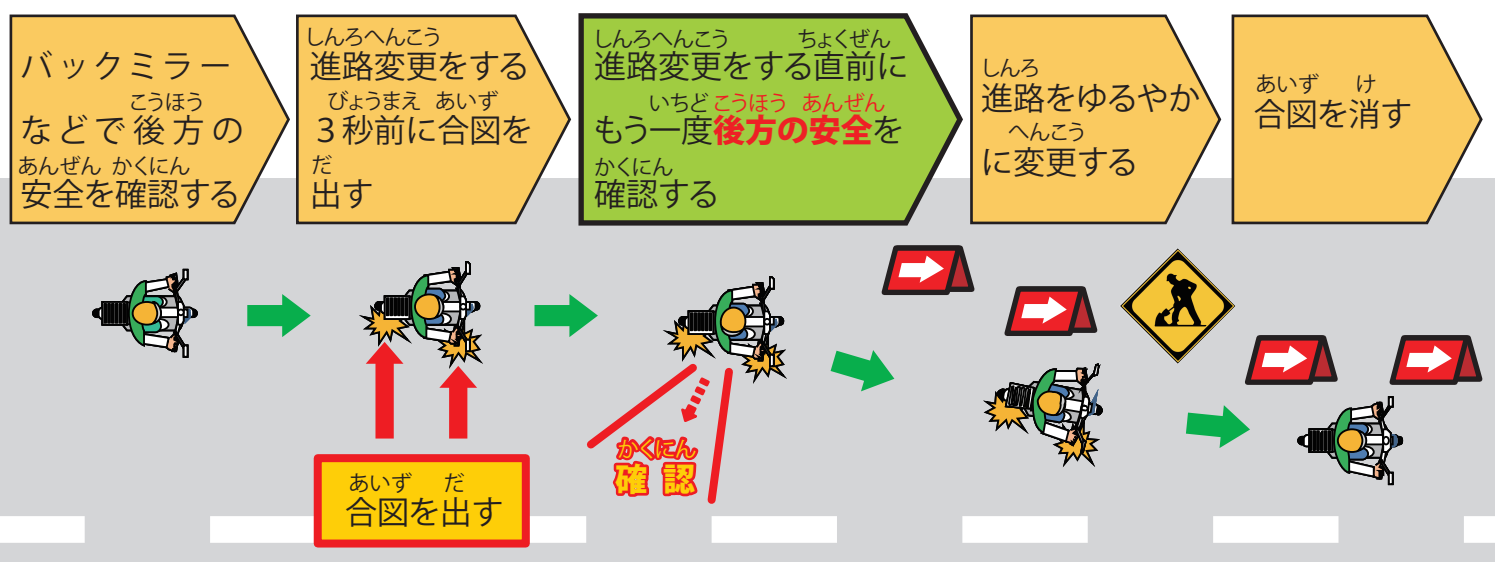 バックミラー
こうほう
などで後方の
あんぜん かくにん
安全を確認する
しんろへんこう
進路変更をする
びょうまえ あいず
３秒前に合図を
だ
出す
しんろへんこう ちょくぜん
進路変更をする直前に
いちど こうほう あんぜん
もう一度後方の安全を
かくにん
確認する
しんろ
進路をゆるやか
へんこう
に変更する
あいず け
合図を消す
あいず だ
合図を出す
かくにん
確認